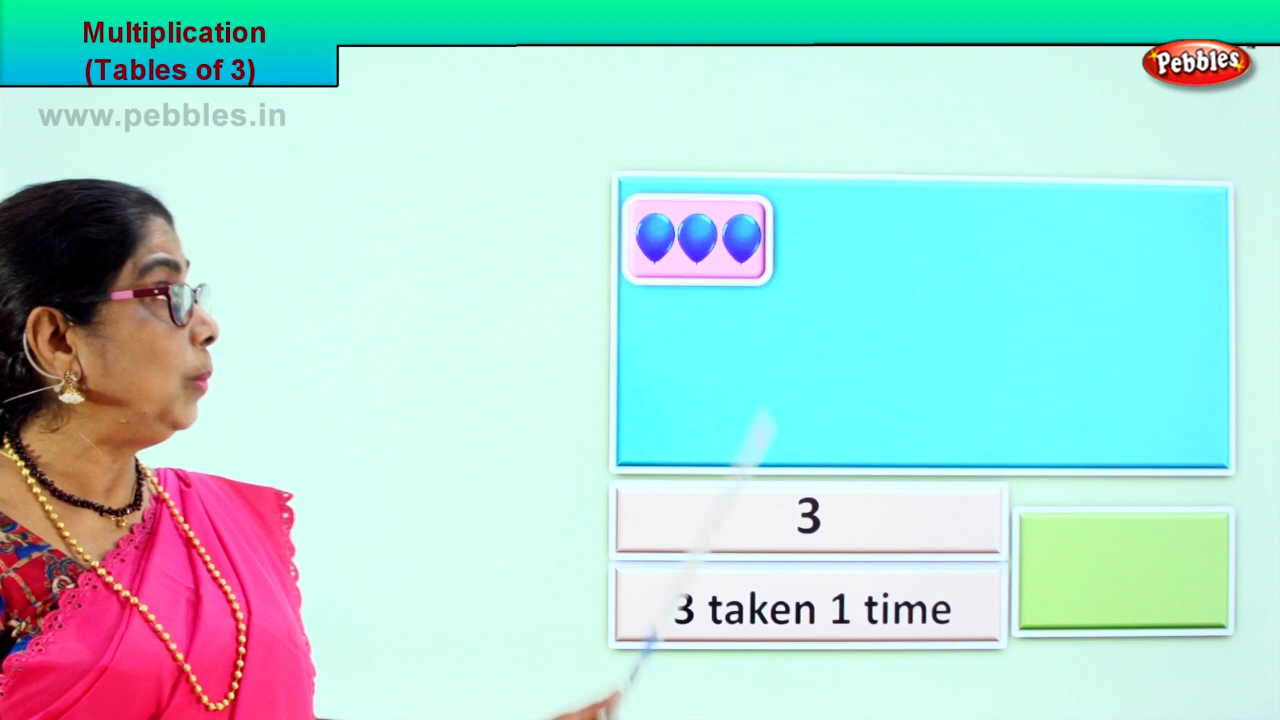 Multiplication
(Tables of 3)
Pebbles
www.pebbles.in
3
3 taken 1 time